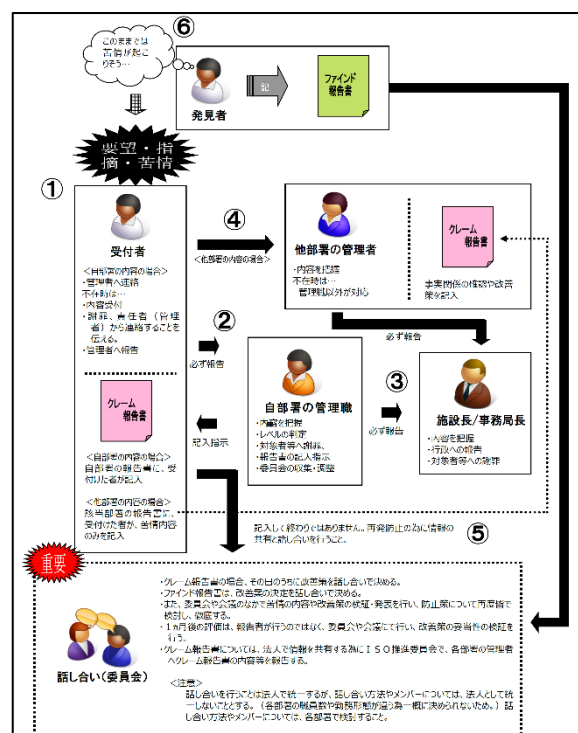 ⑥
このままでは
苦情が起こ
りそう…
発見者
記
ファインド
報告書
要望・指
摘・苦情
①
受付者
<自部署の内容の場合>
・管理者へ連絡
不在時は…
・内容受付
・謝罪、責任者(管理
者)から連絡することを
伝える。
・管理者へ報告
クレーム
報告書
<自部署の内容の場合>
自部署の報告書に、受
付けた者が記入
<他部署の内容の場合>
該当部署の報告書に、
受付けた者が、苦情内容
のみを記入
④
<他部署の内容の場合>
他部署の管理者
・内容を把握
不在時は…
管理職以外が対応
クレーム
報告書
事実関係の確認や改善
策を記入
②
必ず報告
記入指示
自部署の管理職
・内容を把握
・レベルの判定
・対象者等へ謝罪、
・報告書の記入指示
・委員会の収集・調整
必ず報告
③
必ず報告
施設長/事務局長
・内容を把握
・行政への報告
・対象者等への謝罪
記入して終わりではありません。再発防止の為に情報の
共有と話し合いを行うこと。
⑤
重要
話し合い(委員会)
・クレーム報告書の場合、その日のうちに改善策を話し合いで決める。
・ファインド報告書は、改善案の決定を話し合いで決める。
・また、委員会や会議のなかで苦情の内容や改善策の検証・発表を行い、防止策について再度皆で
検討し、徹底する。
・1ヵ月後の評価は、報告者が行うのではなく、委員会や会議にて行い、改善策の妥当性の検証を
行う。
・クレーム報告書については、法人で情報を共有する為にISO推進委員会で、各部署の管理者
へクレーム報告書の内容等を報告する。
<注意>
話し合いを行うことは法人で統一するが、話し合い方法やメンバーについては、法人として統
一しないこととする。(各部署の職員数や勤務形態が違う為一概に決められないため。)話し
合い方法やメンバーについては、各部署で検討すること。